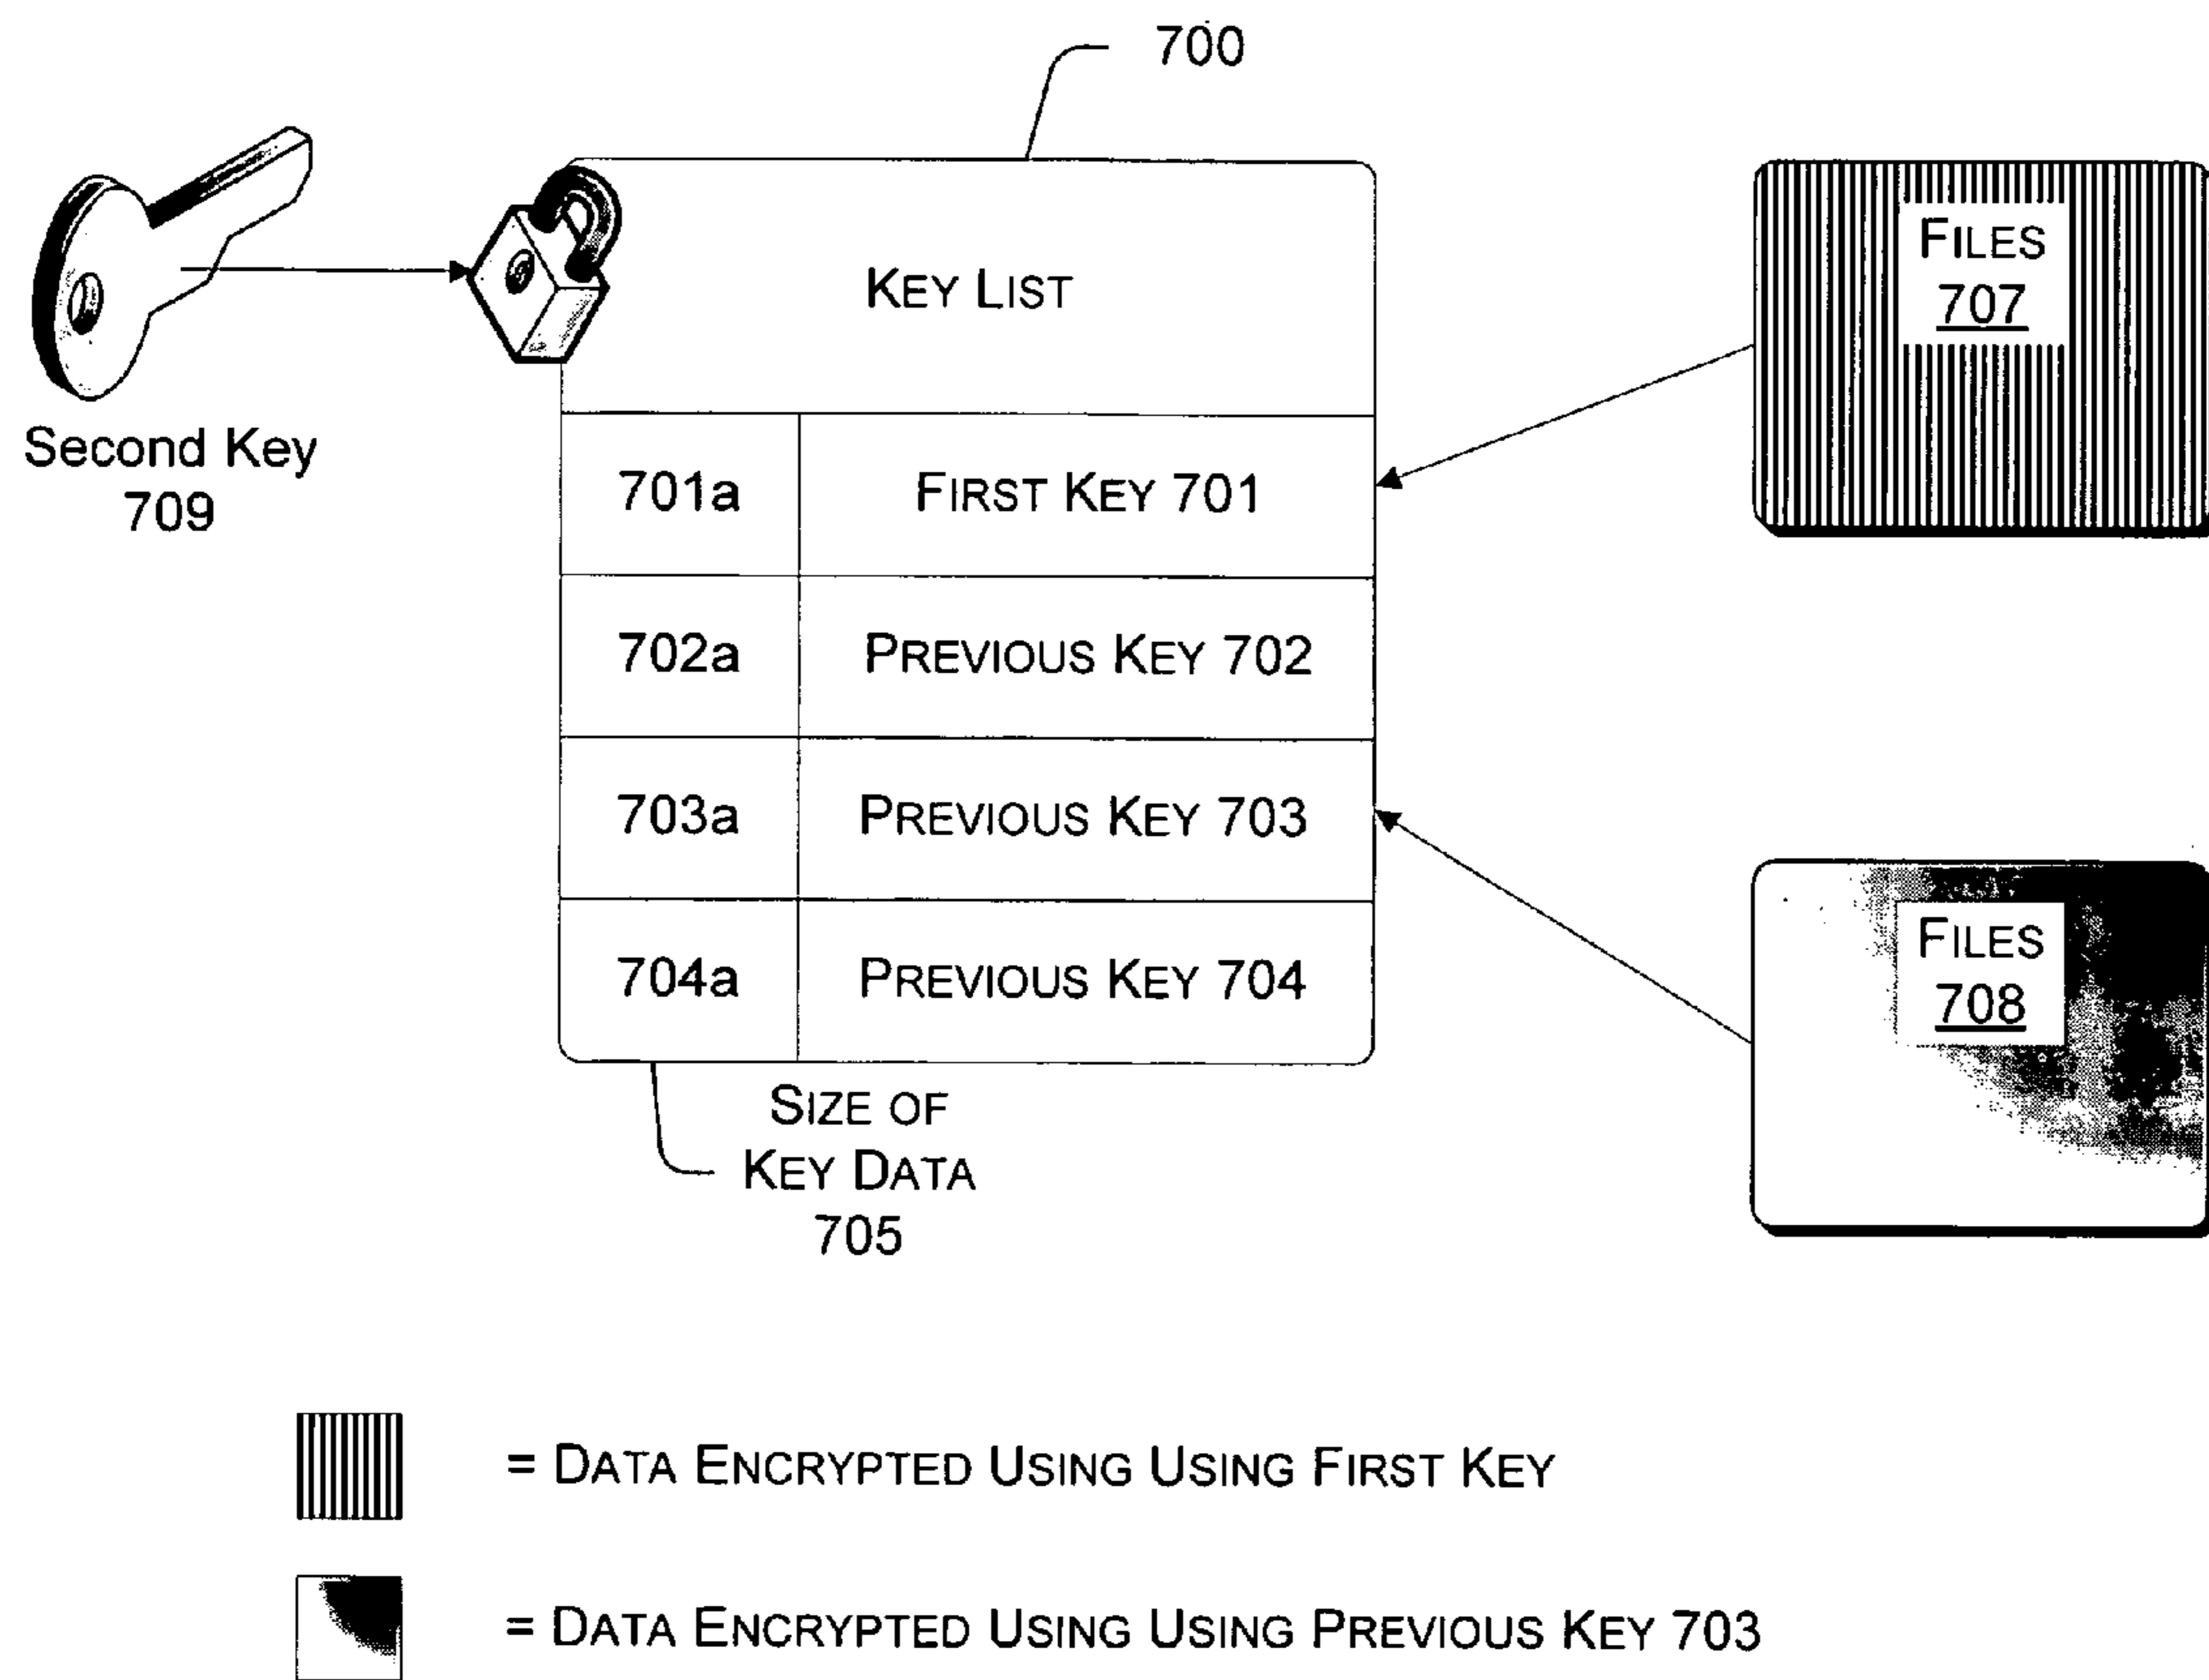 700
KEY LIST
Second Key
709
701a FIRST KEY 701
702a PREVIOUS KEY 702
703a PREVIOUS KEY 703
704a PREVIOUS KEY 704
SIZE OF
KEY DATA
705
FILES
707
FILES
708
= DATA ENCRYPTED USING USING FIRST KEY
= DATA ENCRYPTED USING USING PREVIOUS KEY 703